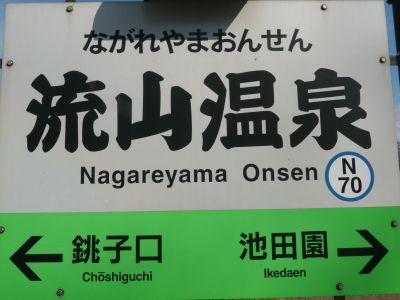 ながれやまおんせん
流山温泉
Nagareyama Onsen
N
70
← 銚子口 池田園 →
Chōshiguchi Ikedaen